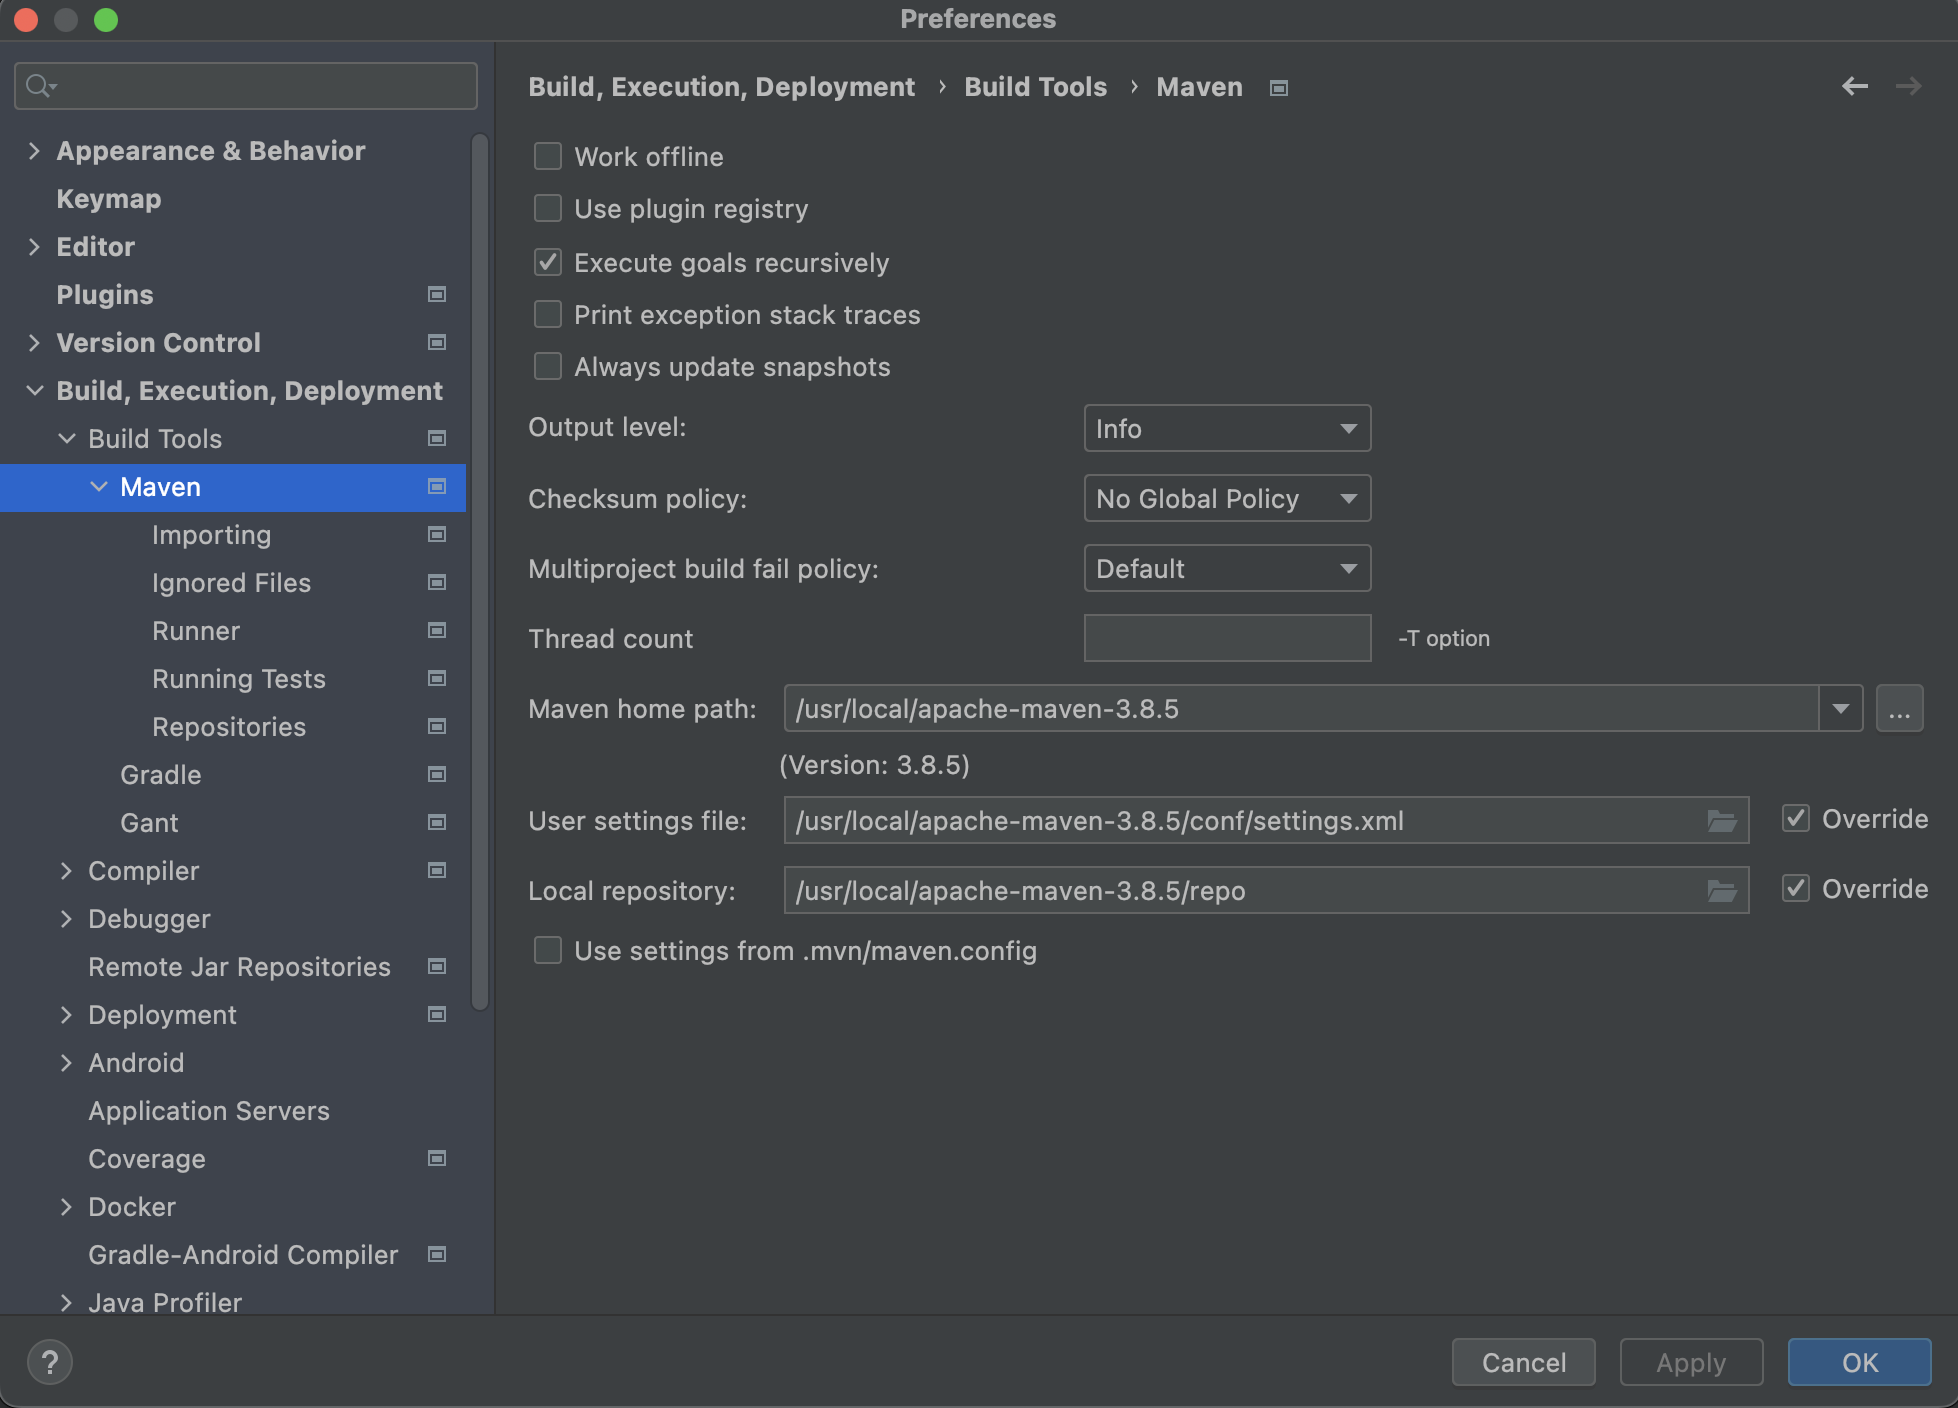 Preferences
Appearance & Behavior
Keymap
Editor
Plugins
Version Control
Build, Execution, Deployment
Build Tools
Maven
Importing
Ignored Files
Runner
Running Tests
Repositories
Gradle
Gant
Compiler
Debugger
Remote Jar Repositories
Deployment
Android
Application Servers
Coverage
Docker
Gradle-Android Compiler
Java Profiler
Build, Execution, Deployment › Build Tools › Maven
Work offline
Use plugin registry
Execute goals recursively
Print exception stack traces
Always update snapshots
Output level: Info
Checksum policy: No Global Policy
Multiproject build fail policy: Default
Thread count -T option
Maven home path: /usr/local/apache-maven-3.8.5 ...
(Version: 3.8.5)
User settings file: /usr/local/apache-maven-3.8.5/conf/settings.xml Override
Local repository: /usr/local/apache-maven-3.8.5/repo Override
Use settings from .mvn/maven.config
? Cancel Apply OK